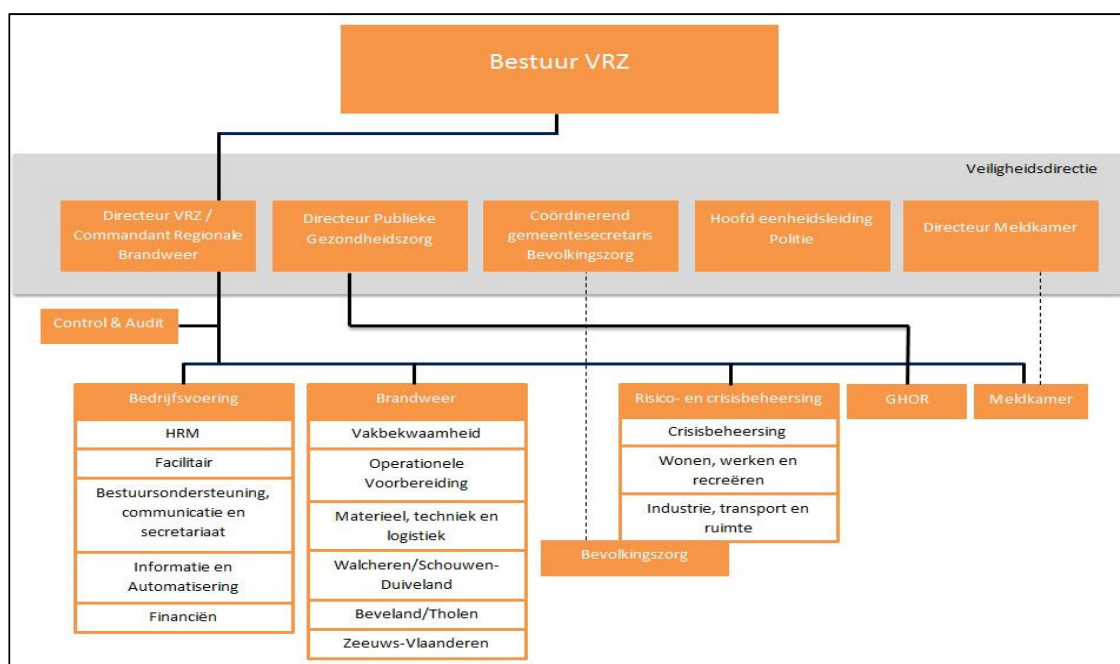 Bestuur VRZ
Veiligheidsdirectie
Directeur VRZ /
Commandant Regionale
Brandweer
Directeur Publieke
Gezondheidszorg
Coördinerend
gemeentesecretaris
Bevolkingszorg
Hoofd eenheidsleiding
Politie
Directeur Meldkamer
Control & Audit
Bedrijfsvoering
HRM
Facilitair
Bestuursondersteuning,
communicatie en
secretariaat
Informatie en
Automatisering
Financiën
Brandweer
Vakbekwaamheid
Operationele
Voorbereiding
Materieel, techniek en
logistiek
Walcheren/Schouwen-
Duiveland
Beveland/Tholen
Zeeuws-Vlaanderen
Risico- en crisisbeheersing
Crisisbeheersing
Wonen, werken en
recreëren
Industrie, transport en
ruimte
Bevolkingszorg
GHOR
Meldkamer